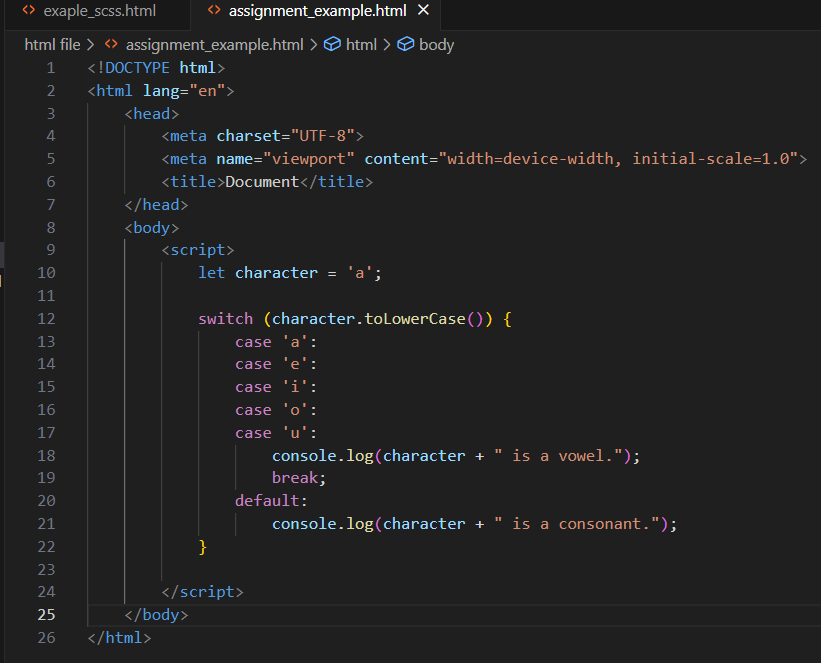 <> exaple_scss.html <> assignment_example.html ×
html file > <> assignment_example.html > html > body
1 <!DOCTYPE html>
2 <html lang="en">
3     <head>
4         <meta charset="UTF-8">
5         <meta name="viewport" content="width=device-width, initial-scale=1.0">
6         <title>Document</title>
7     </head>
8     <body>
9         <script>
10             let character = 'a';
11
12             switch (character.toLowerCase()) {
13                 case 'a':
14                 case 'e':
15                 case 'i':
16                 case 'o':
17                 case 'u':
18                     console.log(character + " is a vowel.");
19                     break;
20                 default:
21                     console.log(character + " is a consonant.");
22             }
23
24         </script>
25     </body>
26 </html>